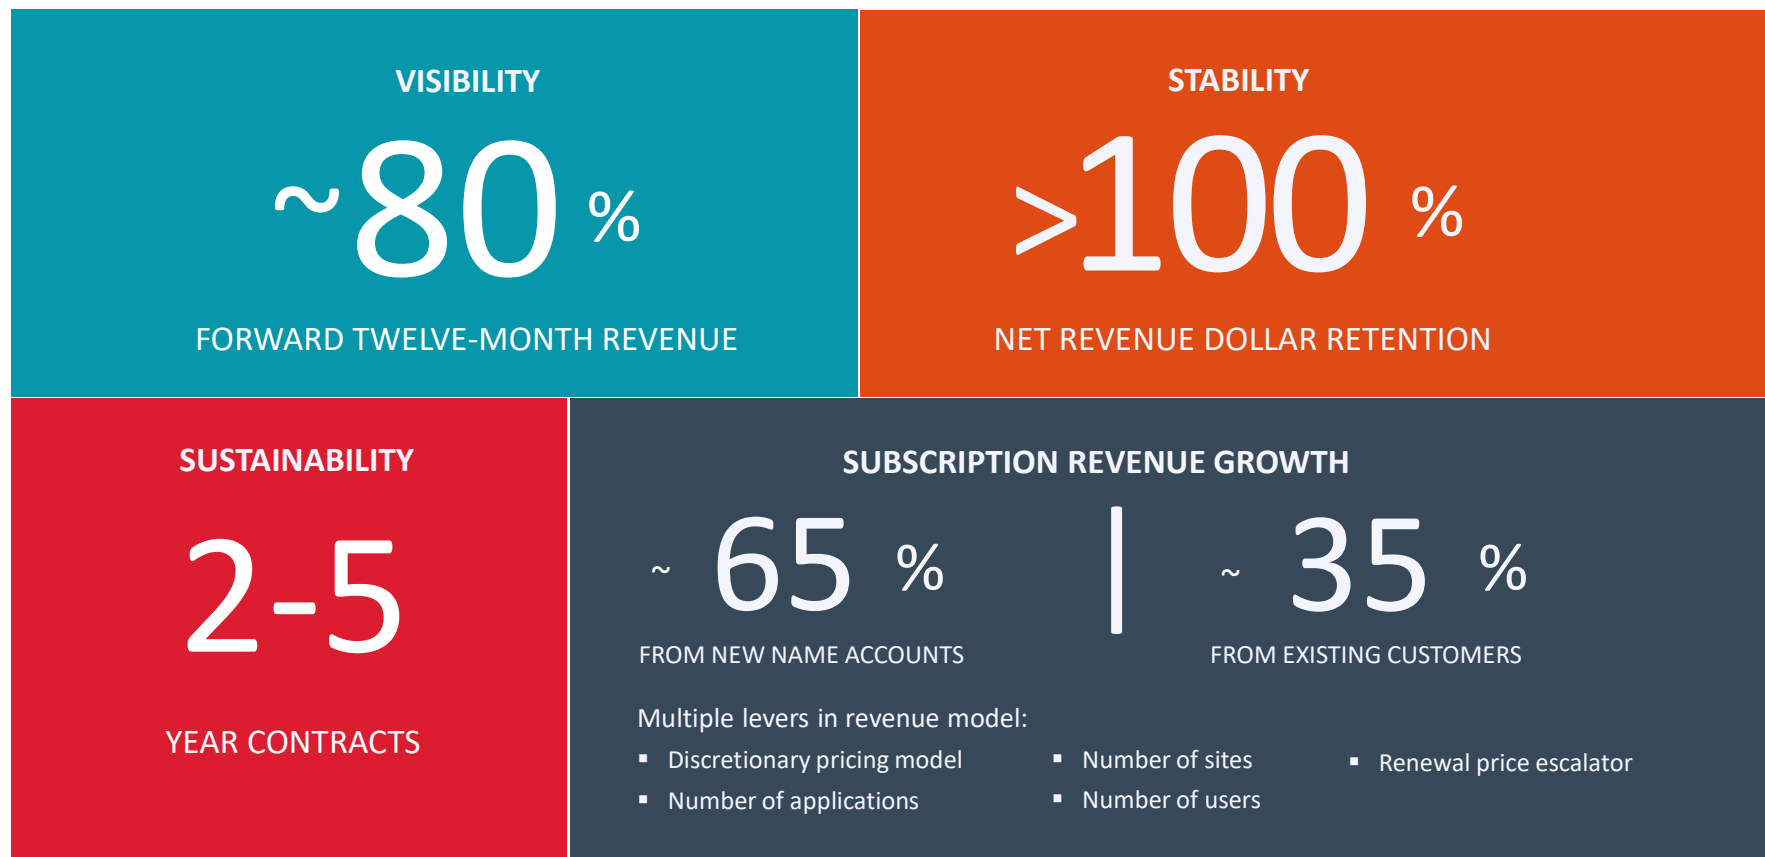 VISIBILITY
~80 %
FORWARD TWELVE-MONTH REVENUE
STABILITY
>100 %
NET REVENUE DOLLAR RETENTION
SUSTAINABILITY
2-5
YEAR CONTRACTS
SUBSCRIPTION REVENUE GROWTH
~ 65 %
FROM NEW NAME ACCOUNTS
~ 35 %
FROM EXISTING CUSTOMERS
Multiple levers in revenue model:
▪ Discretionary pricing model
▪ Number of applications
▪ Number of sites
▪ Number of users
▪ Renewal price escalator